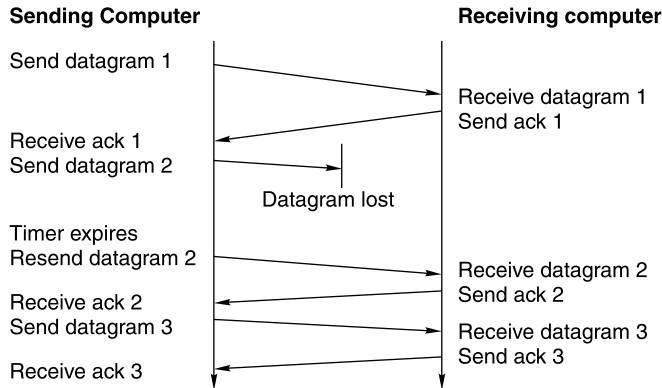 Sending Computer
Receiving computer
Send datagram 1
Receive datagram 1
Send ack 1
Receive ack 1
Send datagram 2
Datagram lost
Timer expires
Resend datagram 2
Receive datagram 2
Send ack 2
Receive ack 2
Send datagram 3
Receive datagram 3
Send ack 3
Receive ack 3